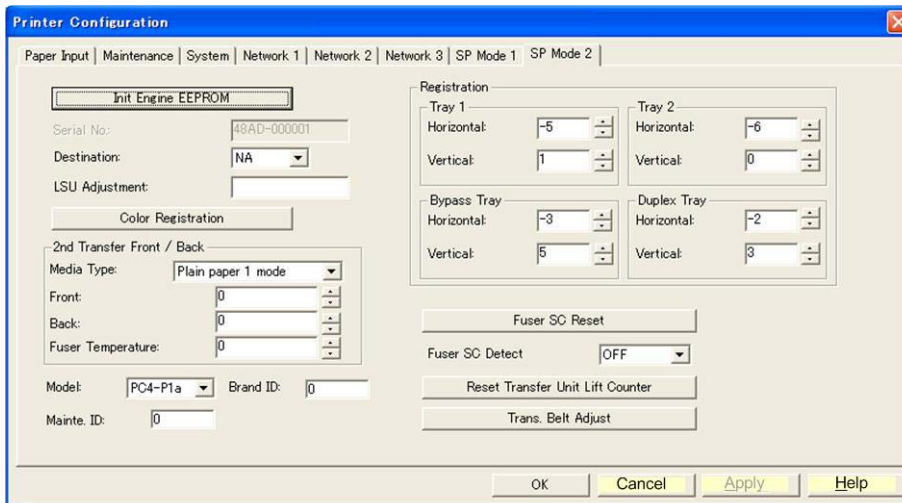 Printer Configuration
Paper Input | Maintenance | System | Network 1 | Network 2 | Network 3 | SP Mode 1 | SP Mode 2
Init Engine EEPROM
Serial No.: 48AD-000001
Destination: NA
LSU Adjustment:
Color Registration
2nd Transfer Front / Back
Media Type: Plain paper 1 mode
Front: 0
Back: 0
Fuser Temperature: 0
Model: PC4-P1a Brand ID: 0
Mainte. ID: 0
Registration
Tray 1
Horizontal: -5
Vertical: 1
Tray 2
Horizontal: -6
Vertical: 0
Bypass Tray
Horizontal: -3
Vertical: 5
Duplex Tray
Horizontal: -2
Vertical: 3
Fuser SC Reset
Fuser SC Detect OFF
Reset Transfer Unit Lift Counter
Trans. Belt Adjust
OK Cancel Apply Help